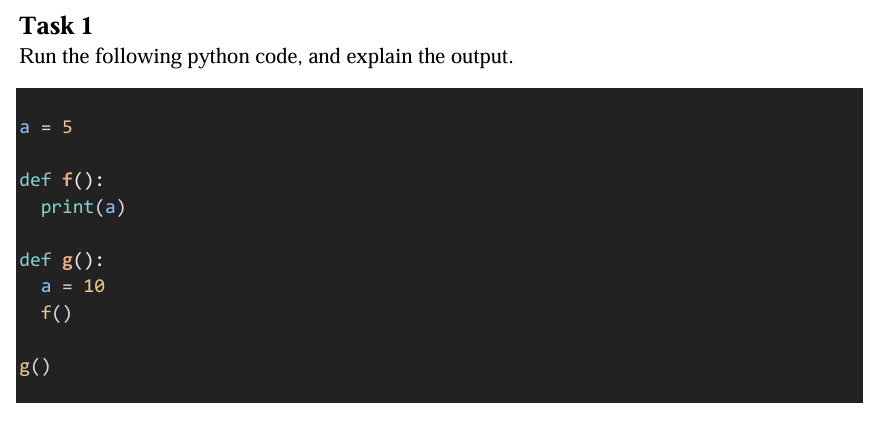 Task 1
Run the following python code, and explain the output.
a = 5
def f():
  print(a)
def g():
  a = 10
  f()
g()